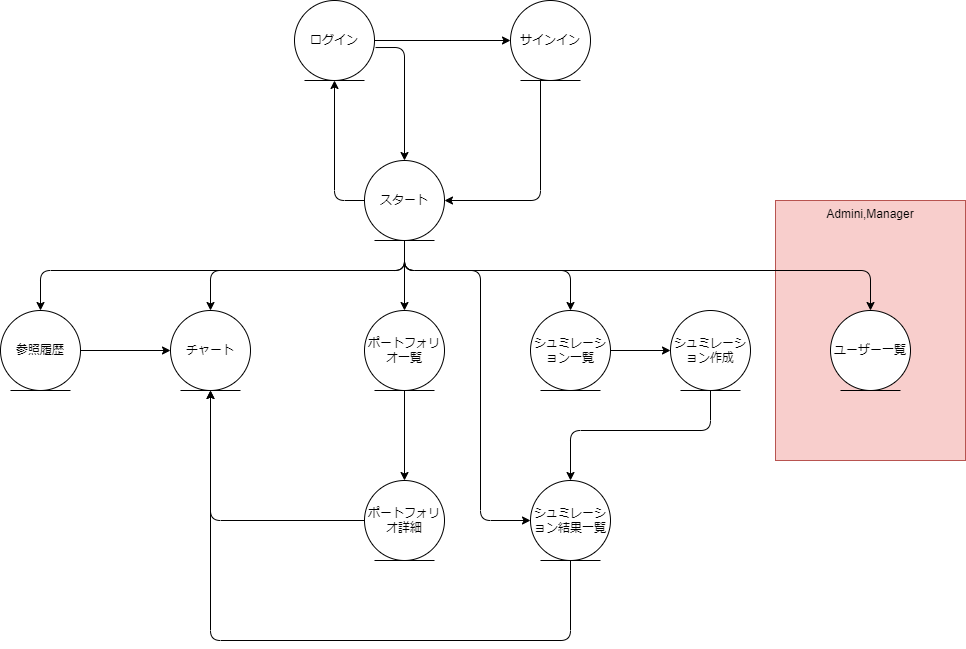 ログイン
サインイン
スタート
Admini,Manager
参照履歴
チャート
ポートフォリ
オ一覧
シュミレーシ
ョン一覧
シュミレーシ
ョン作成
ユーザー一覧
ポートフォリ
オ詳細
シュミレーシ
ョン結果一覧